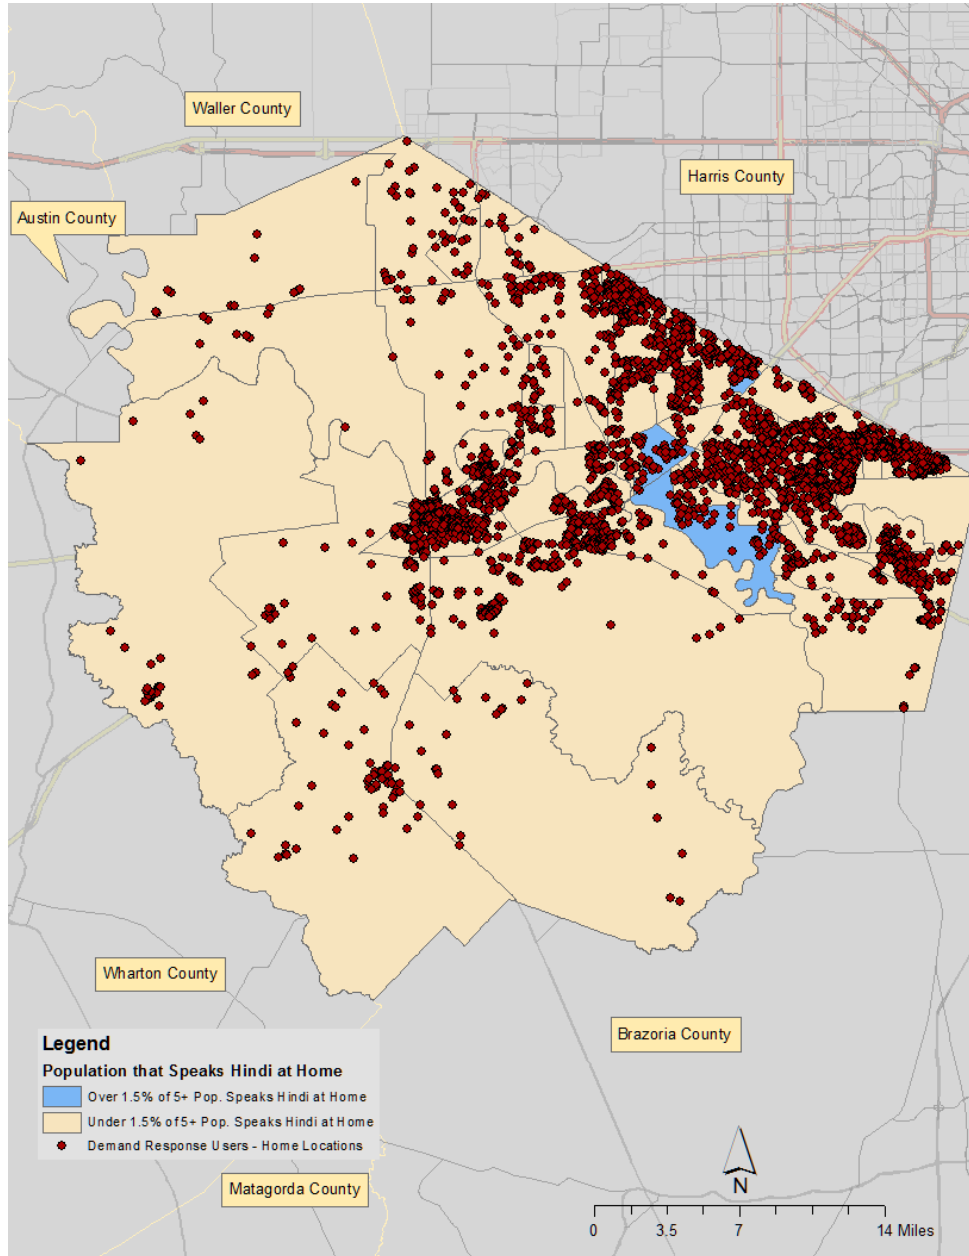 Waller County
Harris County
Austin County
Wharton County
Brazoria County
Legend
Population that Speaks Hindi at Home
Over 1.5% of 5+ Pop. Speaks Hindi at Home
Under 1.5% of 5+ Pop. Speaks Hindi at Home
Demand Response Users - Home Locations
Matagorda County
N
0 3.5 7 14 Miles